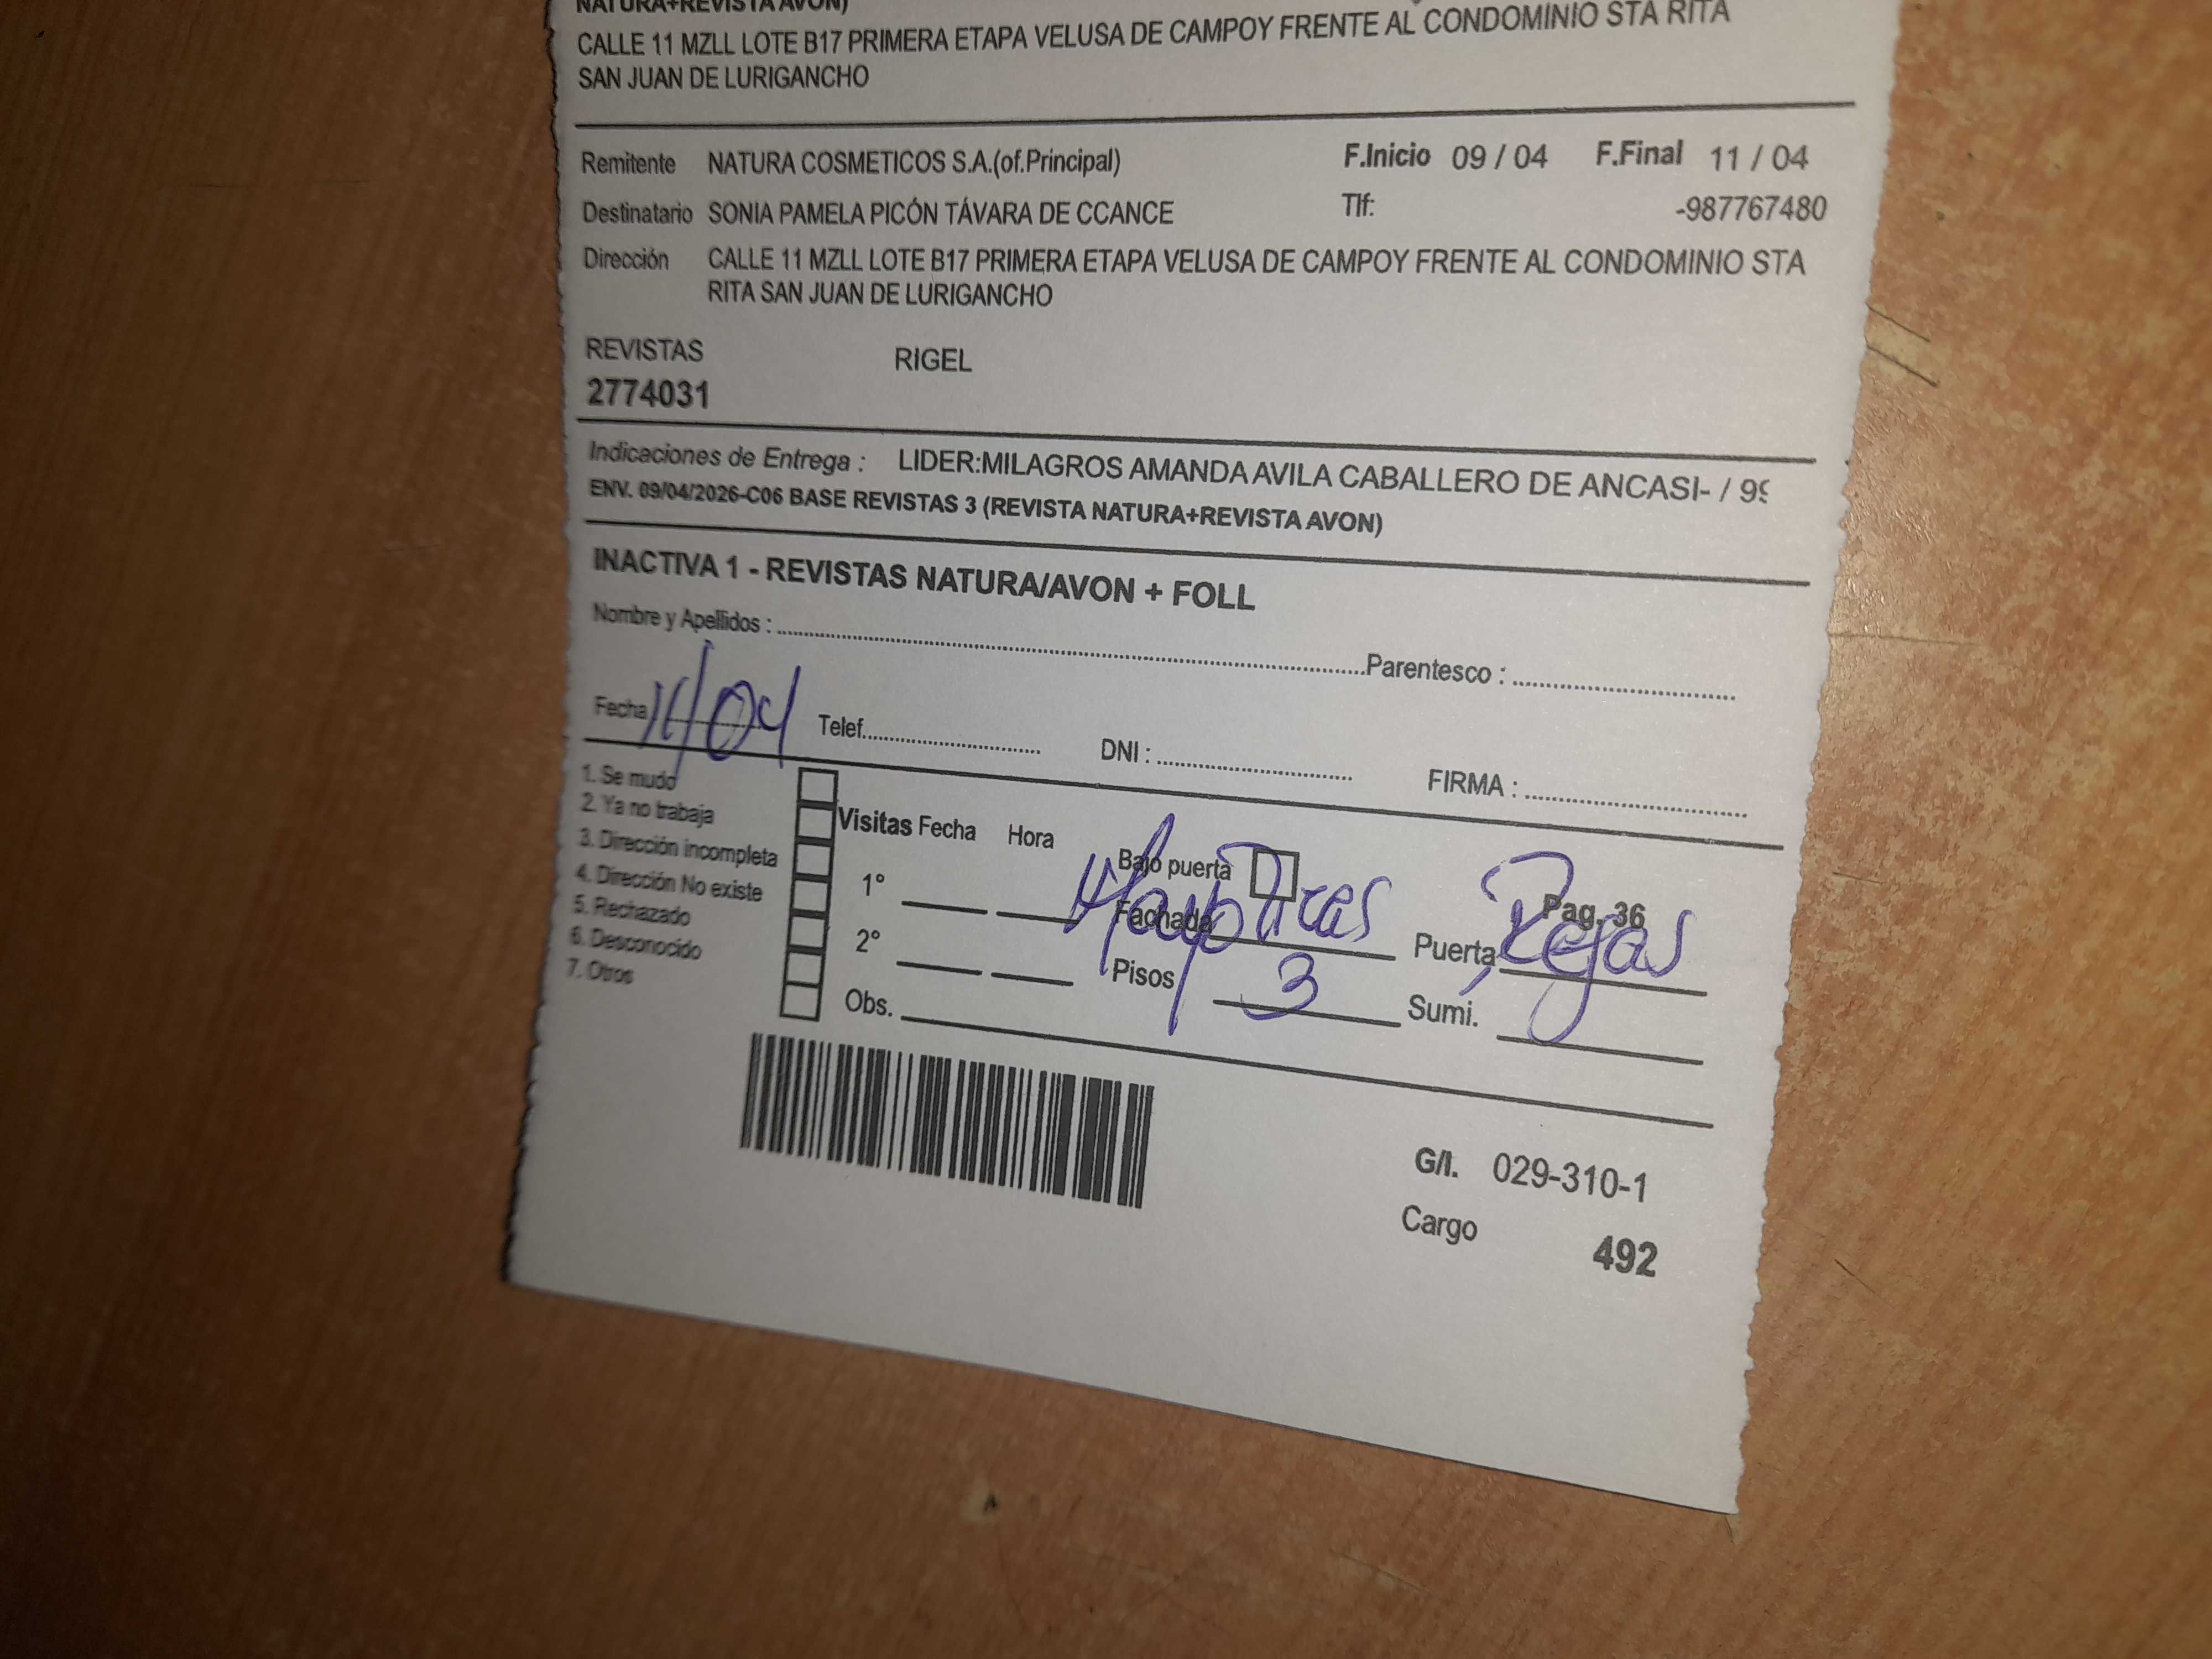 NATURA+REVISTA AVON)
CALLE 11 MZLL LOTE B17 PRIMERA ETAPA VELUSA DE CAMPOY FRENTE AL CONDOMINIO STA RITA
SAN JUAN DE LURIGANCHO
Remitente NATURA COSMETICOS S.A.(of.Principal) F.Inicio 09 / 04 F.Final 11 / 04
Destinatario SONIA PAMELA PICÓN TÁVARA DE CCANCE Tlf: -987767480
Dirección CALLE 11 MZLL LOTE B17 PRIMERA ETAPA VELUSA DE CAMPOY FRENTE AL CONDOMINIO STA
RITA SAN JUAN DE LURIGANCHO
REVISTAS RIGEL
2774031
Indicaciones de Entrega : LIDER:MILAGROS AMANDA AVILA CABALLERO DE ANCASI- / 99
ENV. 09/04/2026-C06 BASE REVISTAS 3 (REVISTA NATURA+REVISTA AVON)
INACTIVA 1 - REVISTAS NATURA/AVON + FOLL
Nombre y Apellidos : Parentesco :
Fecha 11/04 Telef. DNI : FIRMA :
1. Se mudo
2. Ya no trabaja
3. Dirección incompleta
4. Dirección No existe
5. Rechazado
6. Desconocido
7. Otros
Visitas Fecha Hora
1°
2°
Obs.
Bajo puerta
Fachada Puerta Rejas
Pag. 36
Pisos 3 Sumi.
G/I. 029-310-1
Cargo 492